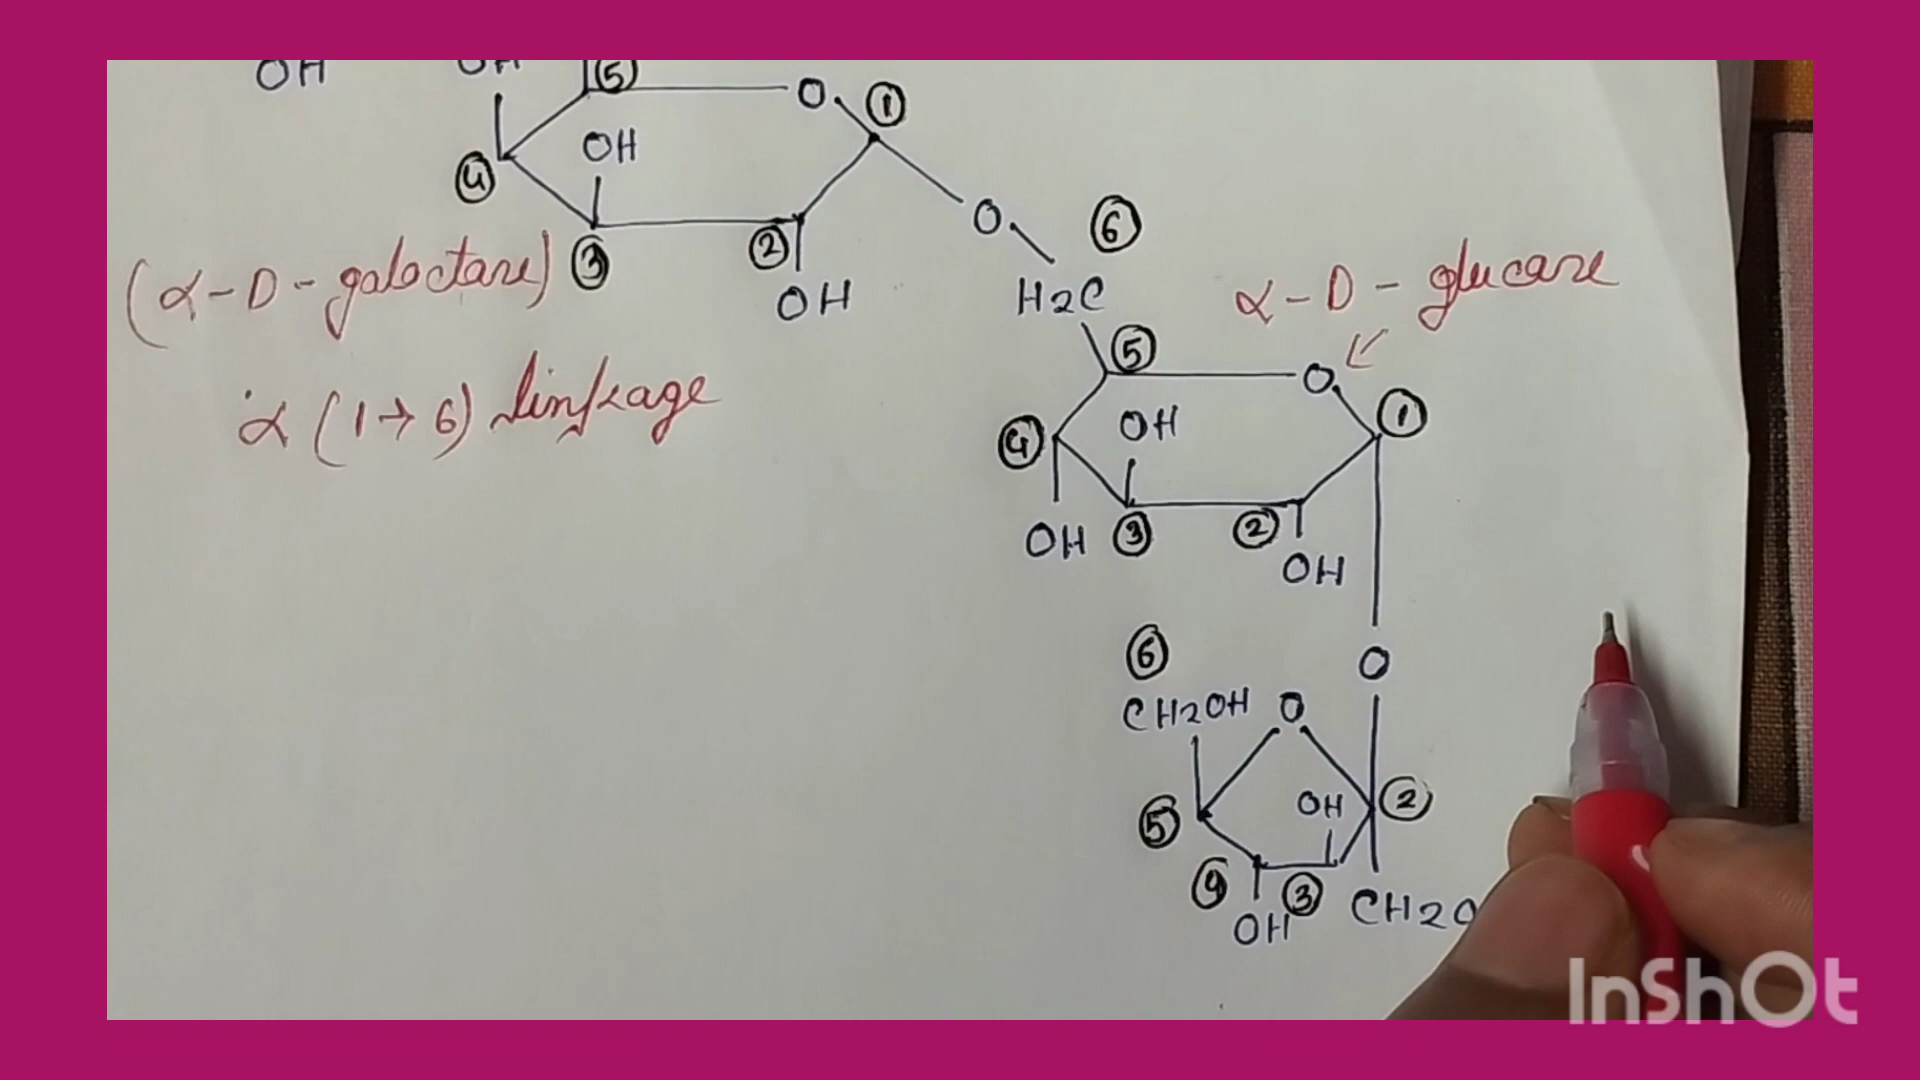 OH OH (5)
O (1)
OH
(4)
O (6)
(α-D-galactose) (3) (2)
OH H2C α-D-glucose
(5)
O (1)
α (1→6) linkage
(4) OH
OH (3) (2)
OH
(6) O
CH2OH O
(5) OH (2)
(4) (3) CH2O
OH
InShOt